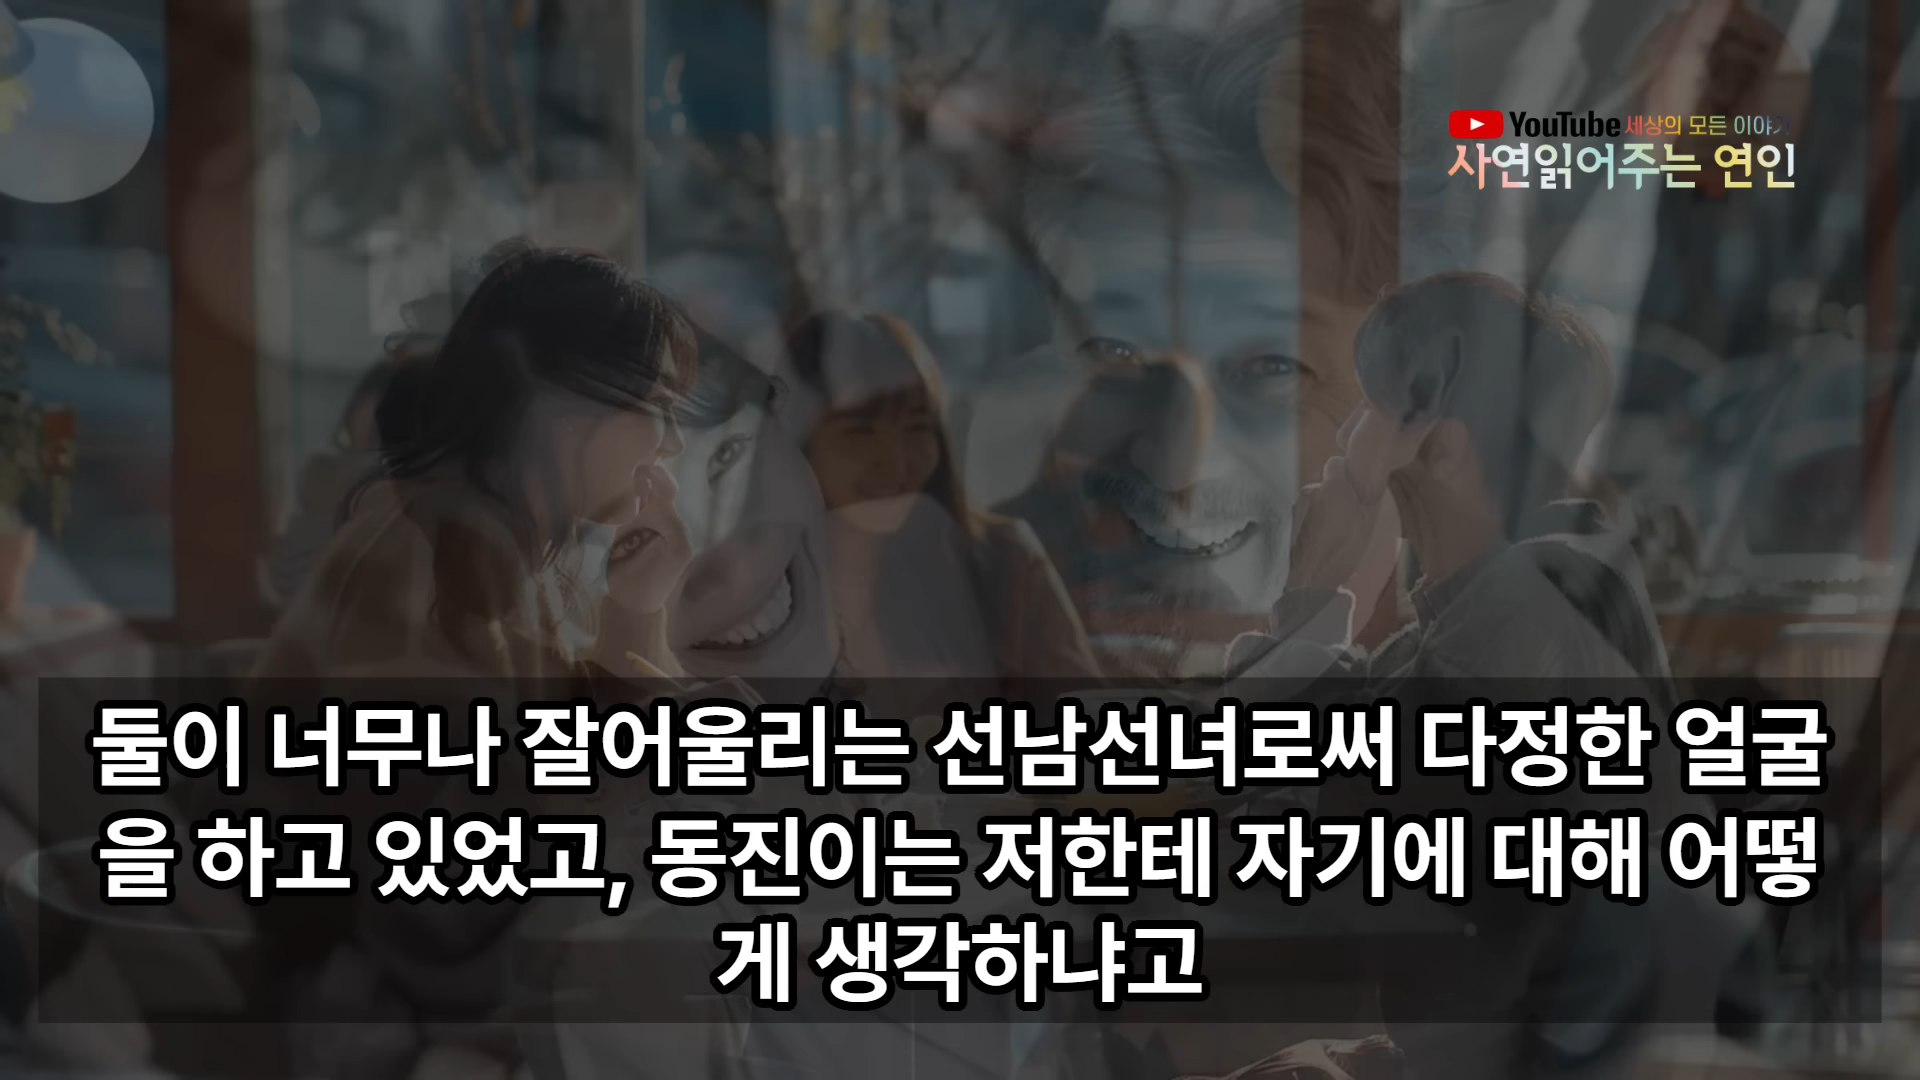 YouTube 세상의 모든 이야기
사연읽어주는 연인
둘이 너무나 잘어울리는 선남선녀로써 다정한 얼굴
을 하고 있었고, 동진이는 저한테 자기에 대해 어떻
게 생각하냐고